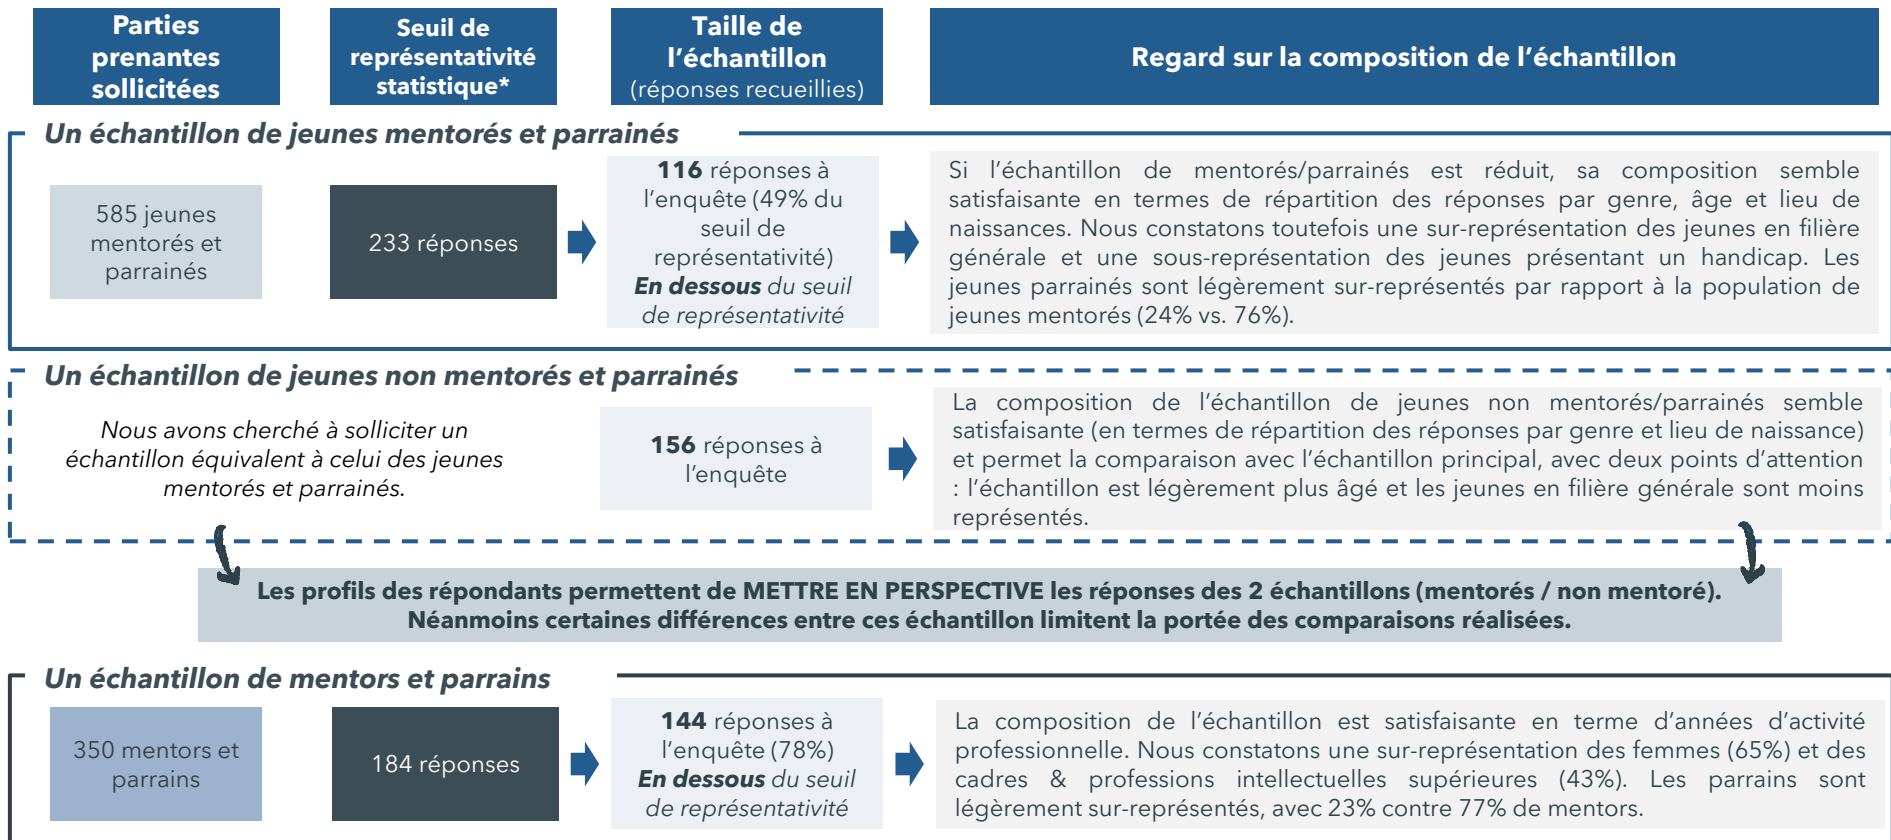 Parties
prenantes
sollicitées
Seuil de
représentativité
statistique*
Taille de
l’échantillon
(réponses recueillies)
Regard sur la composition de l’échantillon
Un échantillon de jeunes mentorés et parrainés
585 jeunes
mentorés et
parrainés
233 réponses
116 réponses à
l’enquête (49% du
seuil de
représentativité)
En dessous du seuil
de représentativité
Si l’échantillon de mentorés/parrainés est réduit, sa composition semble
satisfaisante en termes de répartition des réponses par genre, âge et lieu de
naissances. Nous constatons toutefois une sur-représentation des jeunes en filière
générale et une sous-représentation des jeunes présentant un handicap. Les
jeunes parrainés sont légèrement sur-représentés par rapport à la population de
jeunes mentorés (24% vs. 76%).
Un échantillon de jeunes non mentorés et parrainés
Nous avons cherché à solliciter un
échantillon équivalent à celui des jeunes
mentorés et parrainés.
156 réponses à
l’enquête
La composition de l’échantillon de jeunes non mentorés/parrainés semble
satisfaisante (en termes de répartition des réponses par genre et lieu de naissance)
et permet la comparaison avec l’échantillon principal, avec deux points d’attention
: l’échantillon est légèrement plus âgé et les jeunes en filière générale sont moins
représentés.
Les profils des répondants permettent de METTRE EN PERSPECTIVE les réponses des 2 échantillons (mentorés / non mentoré).
Néanmoins certaines différences entre ces échantillon limitent la portée des comparaisons réalisées.
Un échantillon de mentors et parrains
350 mentors et
parrains
184 réponses
144 réponses à
l’enquête (78%)
En dessous du seuil
de représentativité
La composition de l’échantillon est satisfaisante en terme d’années d’activité
professionnelle. Nous constatons une sur-représentation des femmes (65%) et des
cadres & professions intellectuelles supérieures (43%). Les parrains sont
légèrement sur-représentés, avec 23% contre 77% de mentors.